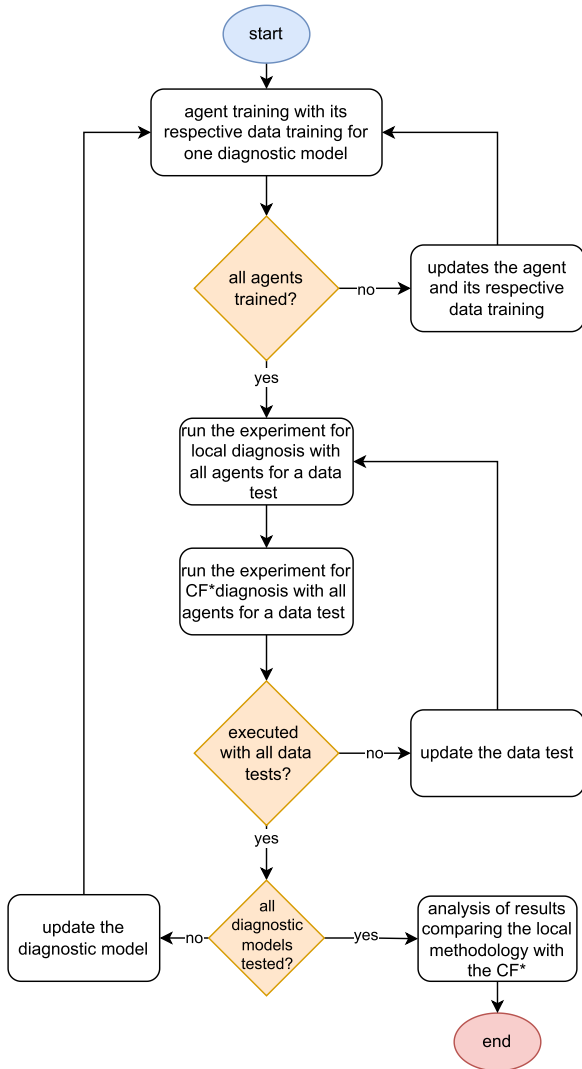 start
agent training with its
respective data training for
one diagnostic model
all agents
trained?
no
updates the agent
and its respective
data training
yes
run the experiment for
local diagnosis with
all agents for a data
test
run the experiment for
CF*diagnosis with all
agents for a data test
executed
with all data
tests?
no
update the data test
yes
all
diagnostic
models
tested?
no
update the
diagnostic model
yes
analysis of results
comparing the local
methodology with
the CF*
end